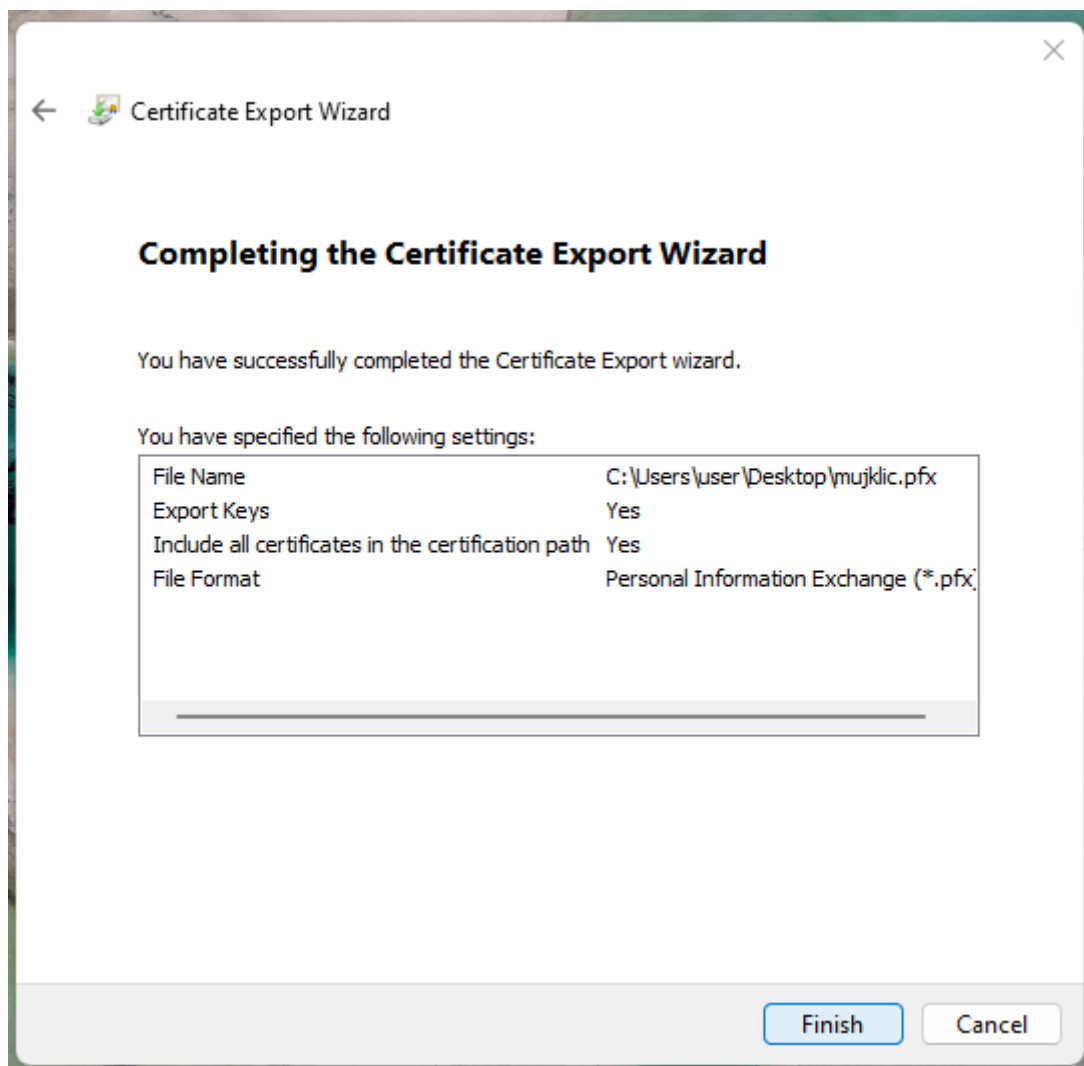 Certificate Export Wizard
Completing the Certificate Export Wizard
You have successfully completed the Certificate Export wizard.
You have specified the following settings:
File Name C:\Users\user\Desktop\mujklic.pfx
Export Keys Yes
Include all certificates in the certification path Yes
File Format Personal Information Exchange (*.pfx)
Finish Cancel